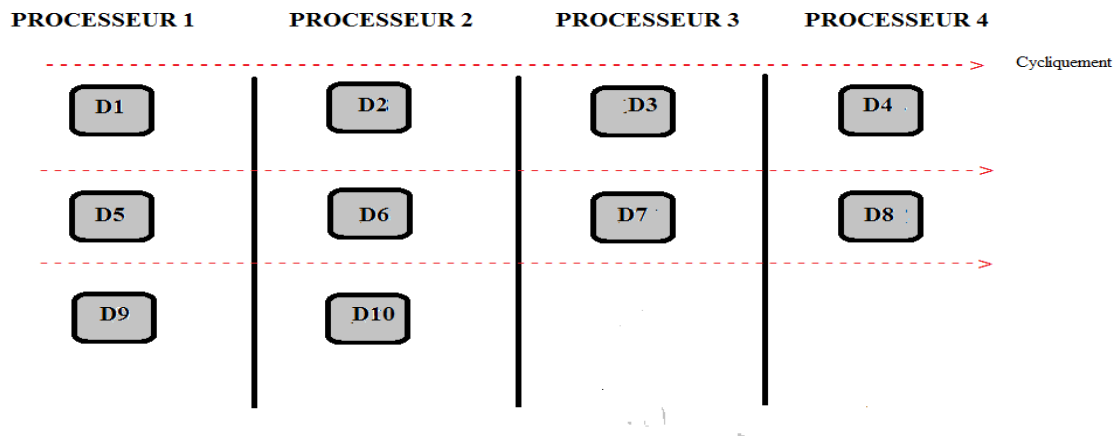 PROCESSEUR 1 PROCESSEUR 2 PROCESSEUR 3 PROCESSEUR 4
Cycliquement
D1 D2 D3 D4
D5 D6 D7 D8
D9 D10